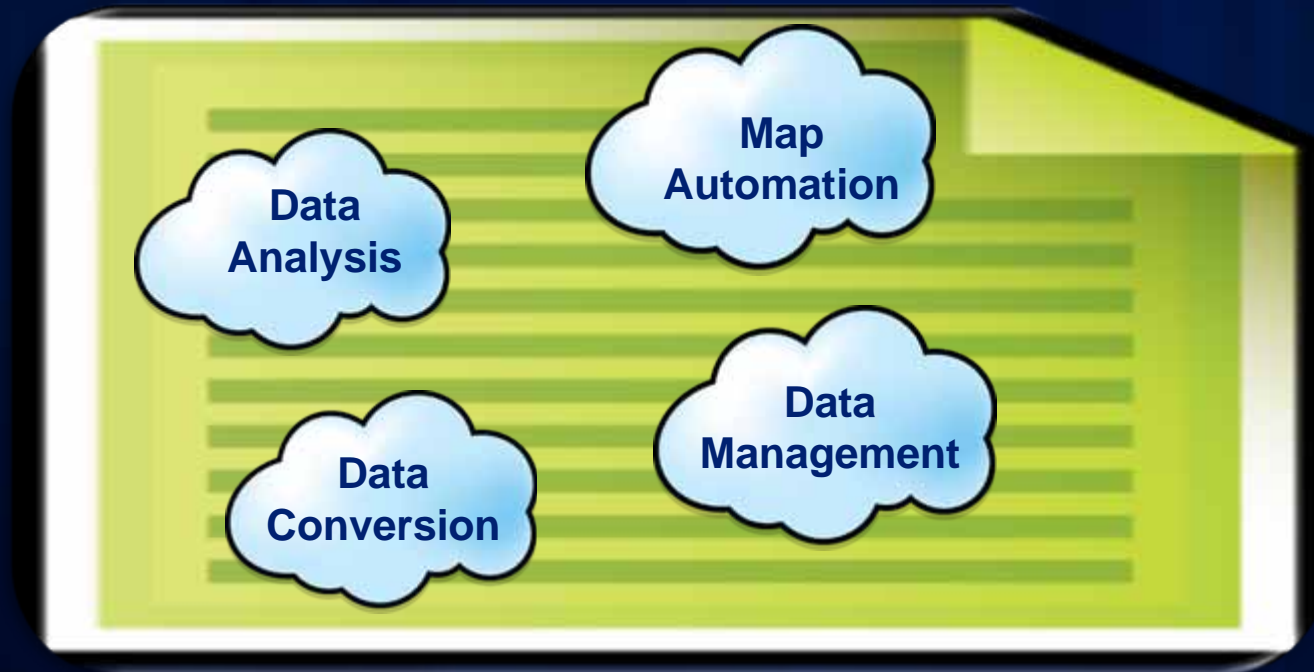 Map
Automation
Data
Analysis
Data
Management
Data
Conversion